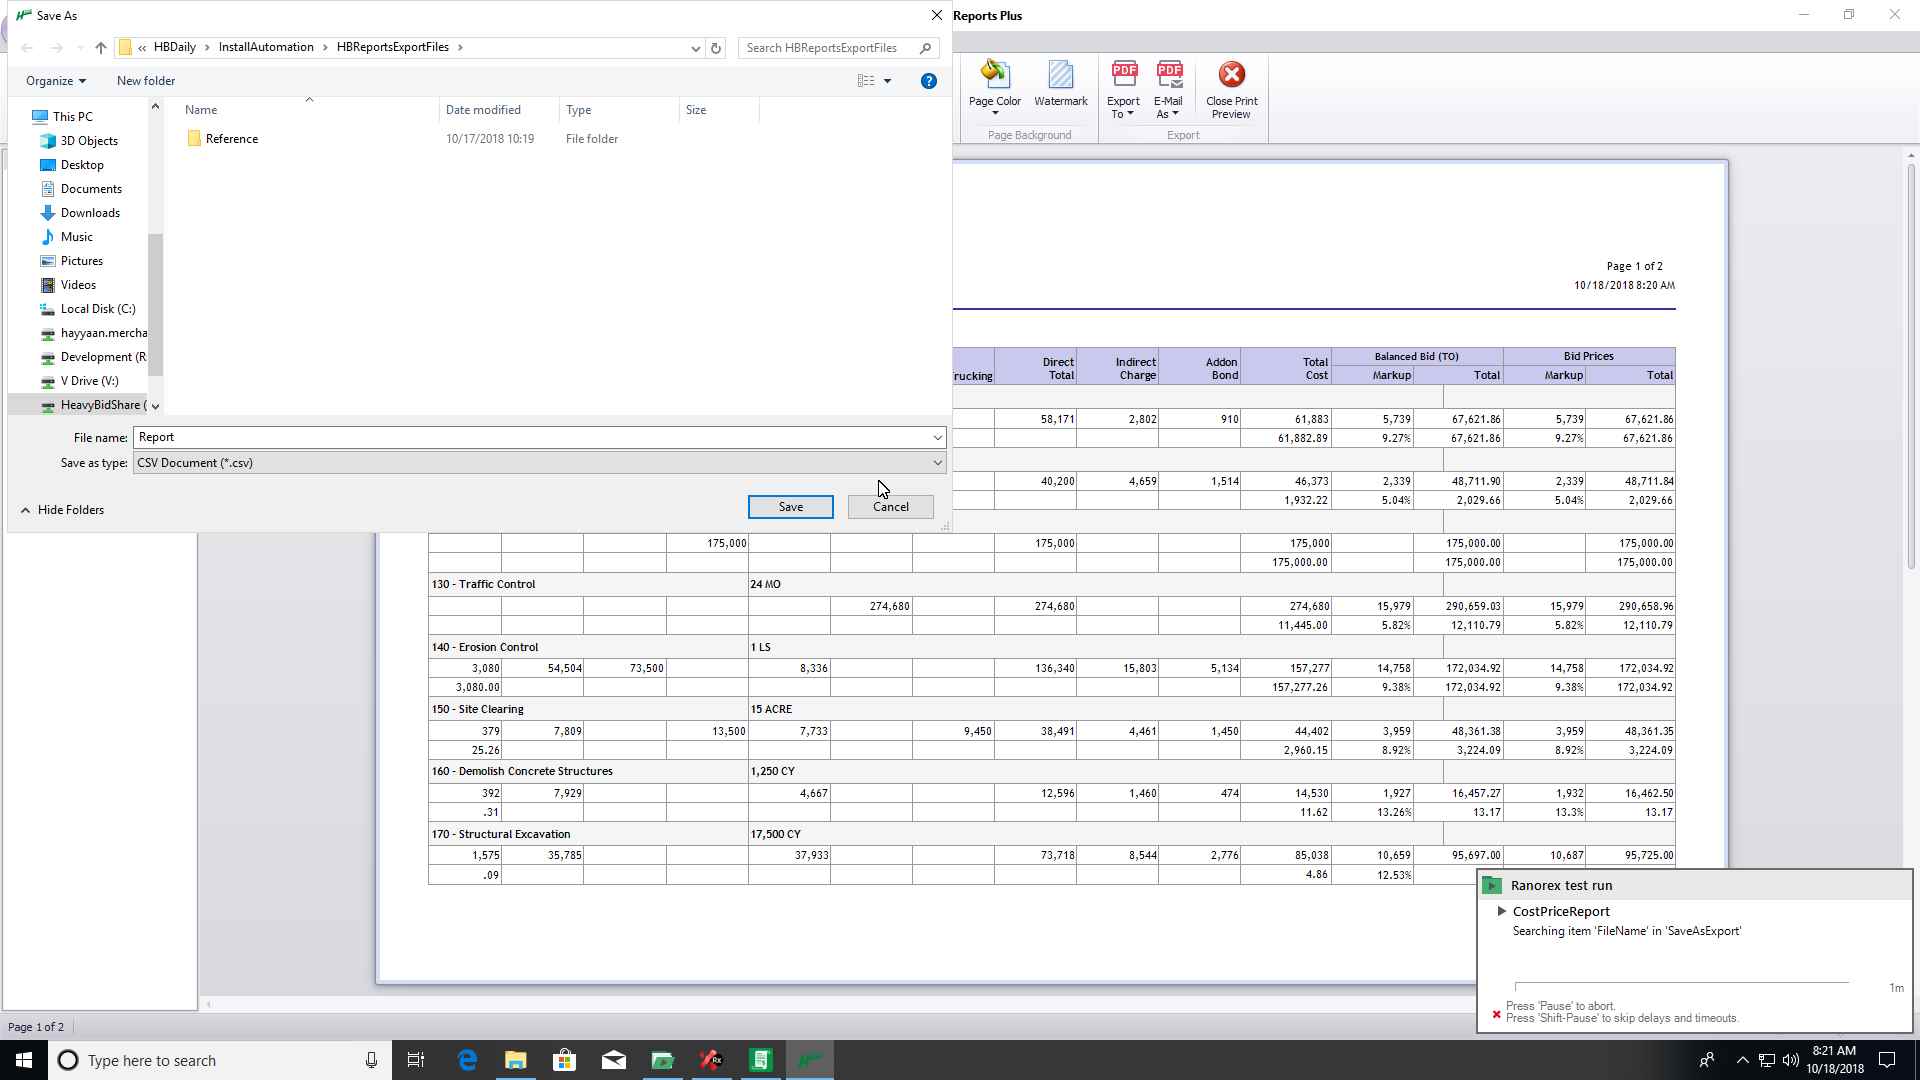 Save As
Reports Plus
« HBDaily > InstallAutomation > HBReportsExportFiles >
Search HBReportsExportFiles
Organize
New folder
?
Page Color
Watermark
Page Background
PDF
Export To
PDF
E-Mail As
Close Print Preview
Export
Name
Date modified
Type
Size
Reference
10/17/2018 10:19
File folder
This PC
3D Objects
Desktop
Documents
Downloads
Music
Pictures
Videos
Local Disk (C:)
hayyaan.mercha
Development (R
V Drive (V:)
HeavyBidShare (
File name: Report
Save as type: CSV Document (*.csv)
Hide Folders
Save
Cancel
Page 1 of 2
10/18/2018 8:20 AM
rucking Direct Total Indirect Charge Addon Bond Total Cost Balanced Bid (TO) Markup Total Bid Prices Markup Total
58,171 2,802 910 61,883 5,739 67,621.86 5,739 67,621.86
61,882.89 9.27% 67,621.86 9.27% 67,621.86
40,200 4,659 1,514 46,373 2,339 48,711.90 2,339 48,711.84
1,932.22 5.04% 2,029.66 5.04% 2,029.66
175,000 175,000 175,000 175,000.00 175,000.00
175,000.00 175,000.00 175,000.00
130 - Traffic Control 24 MO
274,680 274,680 274,680 15,979 290,659.03 15,979 290,658.96
11,445.00 5.82% 12,110.79 5.82% 12,110.79
140 - Erosion Control 1 LS
3,080 54,504 73,500 8,336 136,340 15,803 5,134 157,277 14,758 172,034.92 14,758 172,034.92
3,080.00 157,277.26 9.38% 172,034.92 9.38% 172,034.92
150 - Site Clearing 15 ACRE
379 7,809 13,500 7,733 9,450 38,491 4,461 1,450 44,402 3,959 48,361.38 3,959 48,361.35
25.26 2,960.15 8.92% 3,224.09 8.92% 3,224.09
160 - Demolish Concrete Structures 1,250 CY
392 7,929 4,667 12,596 1,460 474 14,530 1,927 16,457.27 1,932 16,462.50
.31 11.62 13.26% 13.17 13.3% 13.17
170 - Structural Excavation 17,500 CY
1,575 35,785 37,933 73,718 8,544 2,776 85,038 10,659 95,697.00 10,687 95,725.00
.09 4.86 12.53%
Ranorex test run
CostPriceReport
Searching item 'FileName' in 'SaveAsExport'
1m
Press 'Pause' to abort.
Press 'Shift-Pause' to skip delays and timeouts.
Page 1 of 2
Type here to search
8:21 AM
10/18/2018